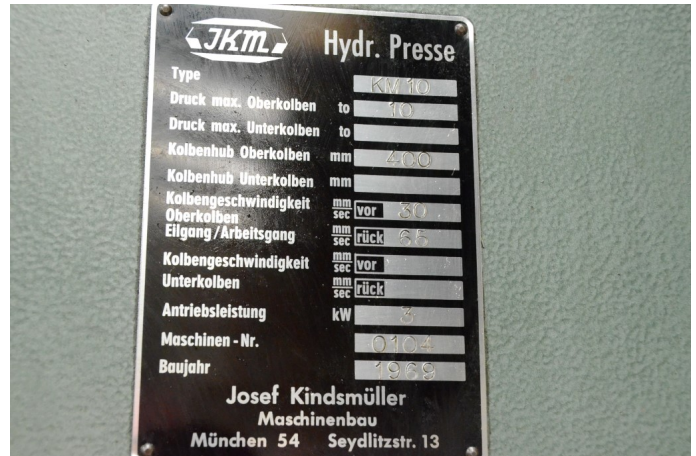 JKM Hydr. Presse
Type KM 10
Druck max. Oberkolben to 10
Druck max. Unterkolben to
Kolbenhub Oberkolben mm 400
Kolbenhub Unterkolben mm
Kolbengeschwindigkeit mm/sec vor 30
Oberkolben
Eilgang/Arbeitsgang mm/sec rück 65
Kolbengeschwindigkeit mm/sec vor
Unterkolben mm/sec rück
Antriebsleistung kW 3
Maschinen-Nr. 0104
Baujahr 1969
Josef Kindsmüller
Maschinenbau
München 54 Seydlitzstr. 13